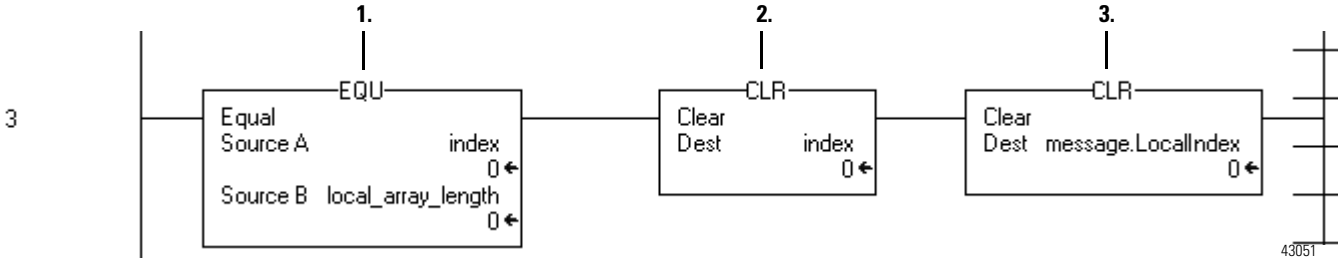 1. 2. 3.
EQU CLR CLR
3
Equal
Source A index
0
Source B local_array_length
0
Clear
Dest index
0
Clear
Dest message.LocalIndex
0
43051